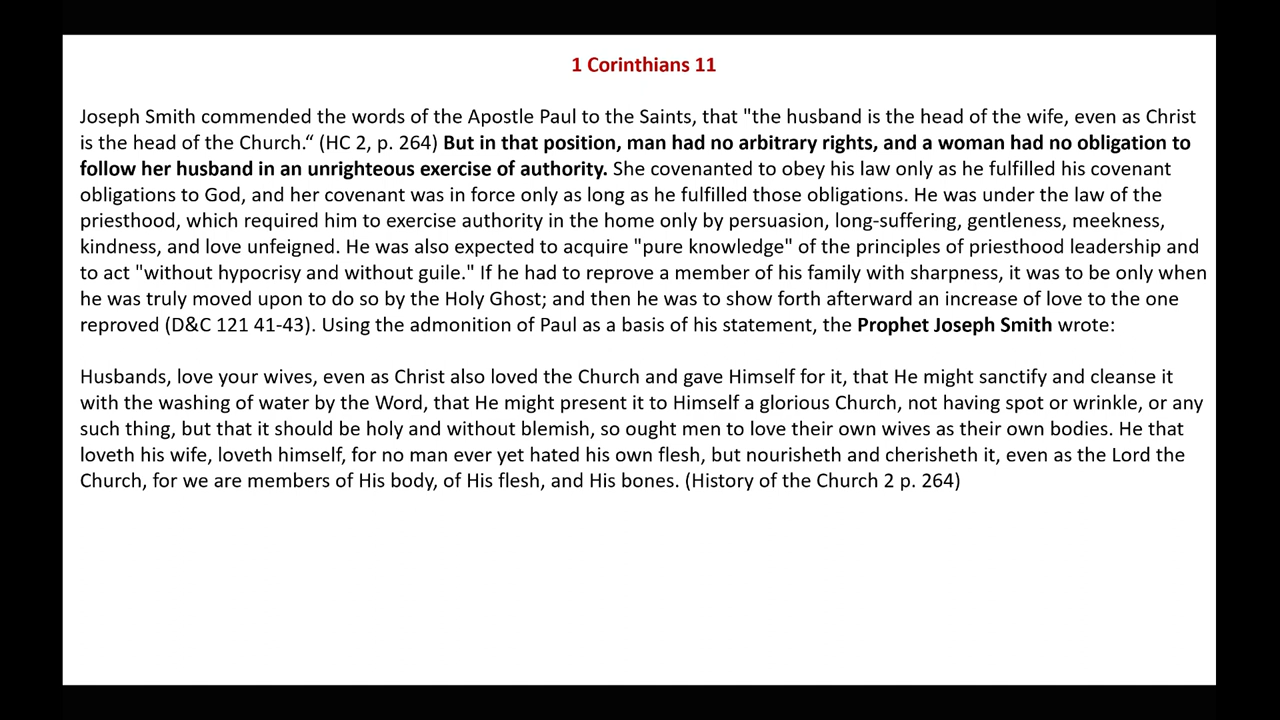 1 Corinthians 11
Joseph Smith commended the words of the Apostle Paul to the Saints, that "the husband is the head of the wife, even as Christ
is the head of the Church.“ (HC 2, p. 264) But in that position, man had no arbitrary rights, and a woman had no obligation to
follow her husband in an unrighteous exercise of authority. She covenanted to obey his law only as he fulfilled his covenant
obligations to God, and her covenant was in force only as long as he fulfilled those obligations. He was under the law of the
priesthood, which required him to exercise authority in the home only by persuasion, long-suffering, gentleness, meekness,
kindness, and love unfeigned. He was also expected to acquire "pure knowledge" of the principles of priesthood leadership and
to act "without hypocrisy and without guile." If he had to reprove a member of his family with sharpness, it was to be only when
he was truly moved upon to do so by the Holy Ghost; and then he was to show forth afterward an increase of love to the one
reproved (D&C 121 41-43). Using the admonition of Paul as a basis of his statement, the Prophet Joseph Smith wrote:
Husbands, love your wives, even as Christ also loved the Church and gave Himself for it, that He might sanctify and cleanse it
with the washing of water by the Word, that He might present it to Himself a glorious Church, not having spot or wrinkle, or any
such thing, but that it should be holy and without blemish, so ought men to love their own wives as their own bodies. He that
loveth his wife, loveth himself, for no man ever yet hated his own flesh, but nourisheth and cherisheth it, even as the Lord the
Church, for we are members of His body, of His flesh, and His bones. (History of the Church 2 p. 264)